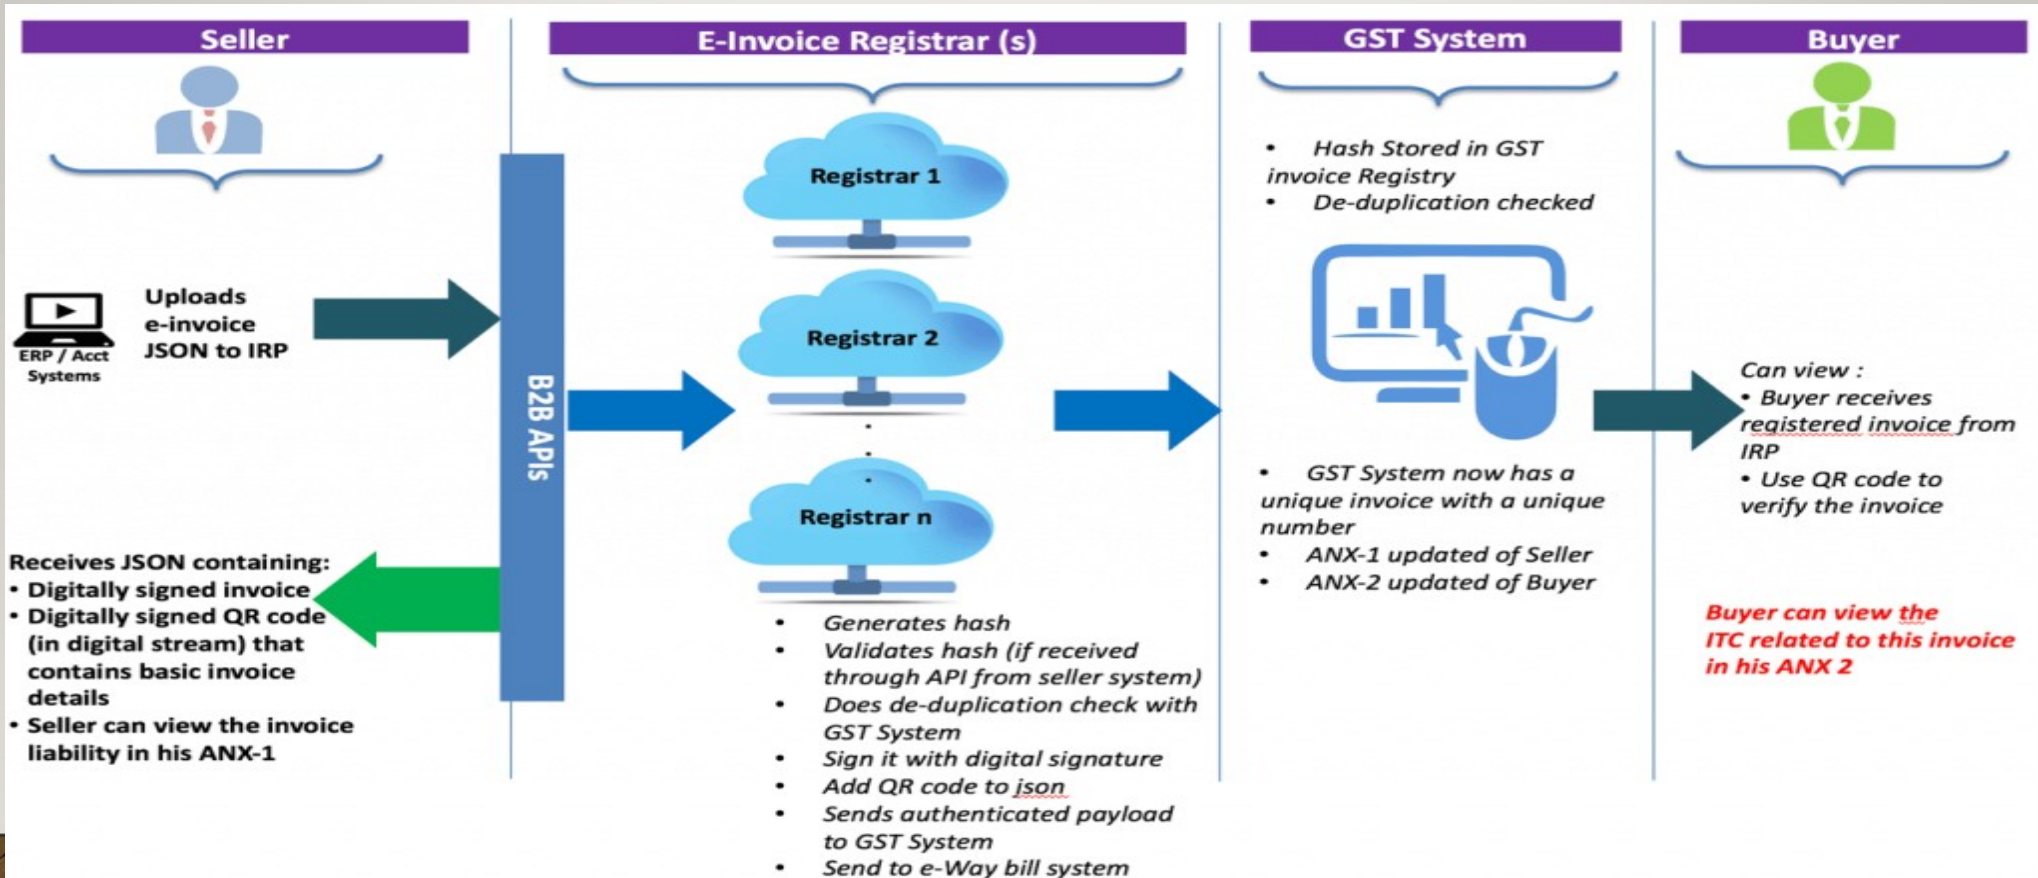 Seller
ERP / Acct
Systems
Uploads
e-invoice
JSON to IRP
Receives JSON containing:
• Digitally signed invoice
• Digitally signed QR code
(in digital stream) that
contains basic invoice
details
• Seller can view the invoice
liability in his ANX-1
B2B APIs
E-Invoice Registrar (s)
Registrar 1
Registrar 2
Registrar n
• Generates hash
• Validates hash (if received
through API from seller system)
• Does de-duplication check with
GST System
• Sign it with digital signature
• Add QR code to json
• Sends authenticated payload
to GST System
• Send to e-Way bill system
GST System
• Hash Stored in GST
invoice Registry
• De-duplication checked
• GST System now has a
unique invoice with a unique
number
• ANX-1 updated of Seller
• ANX-2 updated of Buyer
Buyer
Can view :
• Buyer receives
registered invoice from
IRP
• Use QR code to
verify the invoice
Buyer can view the
ITC related to this invoice
in his ANX 2